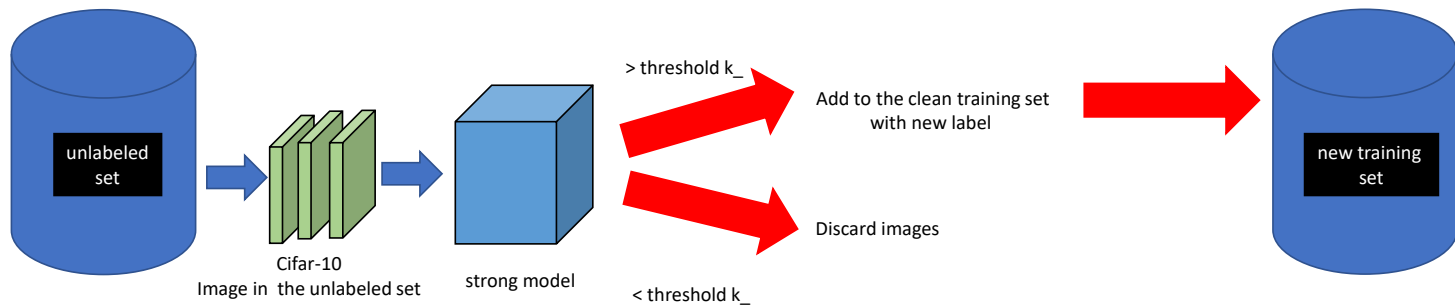 unlabeled
set
Cifar-10
Image in the unlabeled set
strong model
> threshold k_
Add to the clean training set
with new label
Discard images
< threshold k_
new training
set